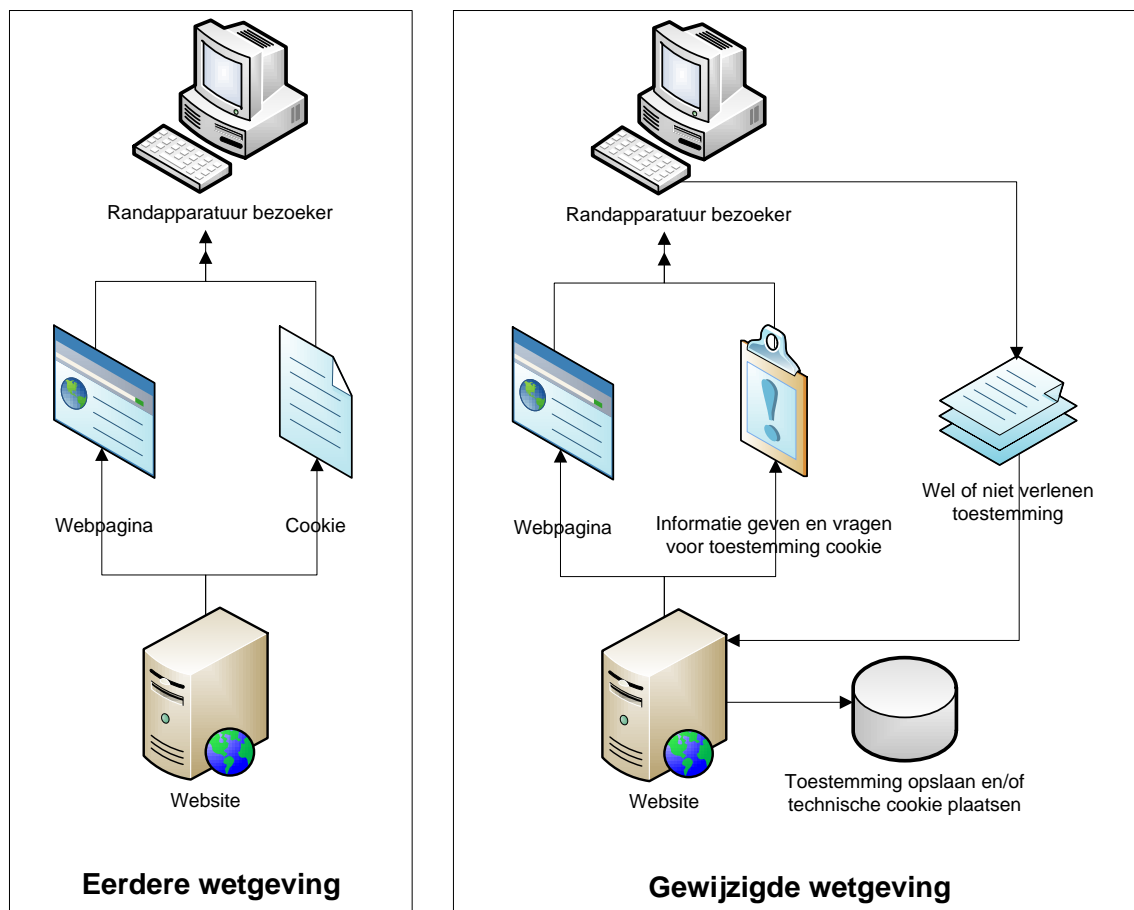 Randapparatuur bezoeker
Webpagina
Cookie
Website
Eerdere wetgeving
Randapparatuur bezoeker
Webpagina
Informatie geven en vragen
voor toestemming cookie
Wel of niet verlenen
toestemming
Website
Toestemming opslaan en/of
technische cookie plaatsen
Gewijzigde wetgeving